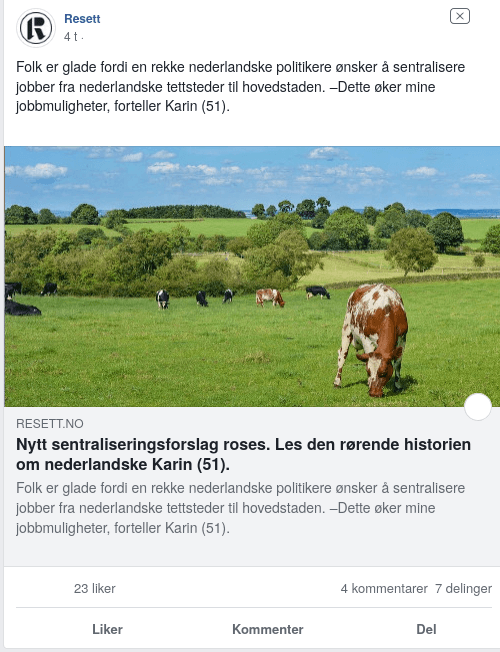 Resett
4 t ·
Folk er glade fordi en rekke nederlandske politikere ønsker å sentralisere
jobber fra nederlandske tettsteder til hovedstaden. –Dette øker mine
jobbmuligheter, forteller Karin (51).
RESETT.NO
Nytt sentraliseringsforslag roses. Les den rørende historien
om nederlandske Karin (51).
Folk er glade fordi en rekke nederlandske politikere ønsker å sentralisere
jobber fra nederlandske tettsteder til hovedstaden. –Dette øker mine
jobbmuligheter, forteller Karin (51).
23 liker 4 kommentarer 7 delinger
Liker Kommenter Del